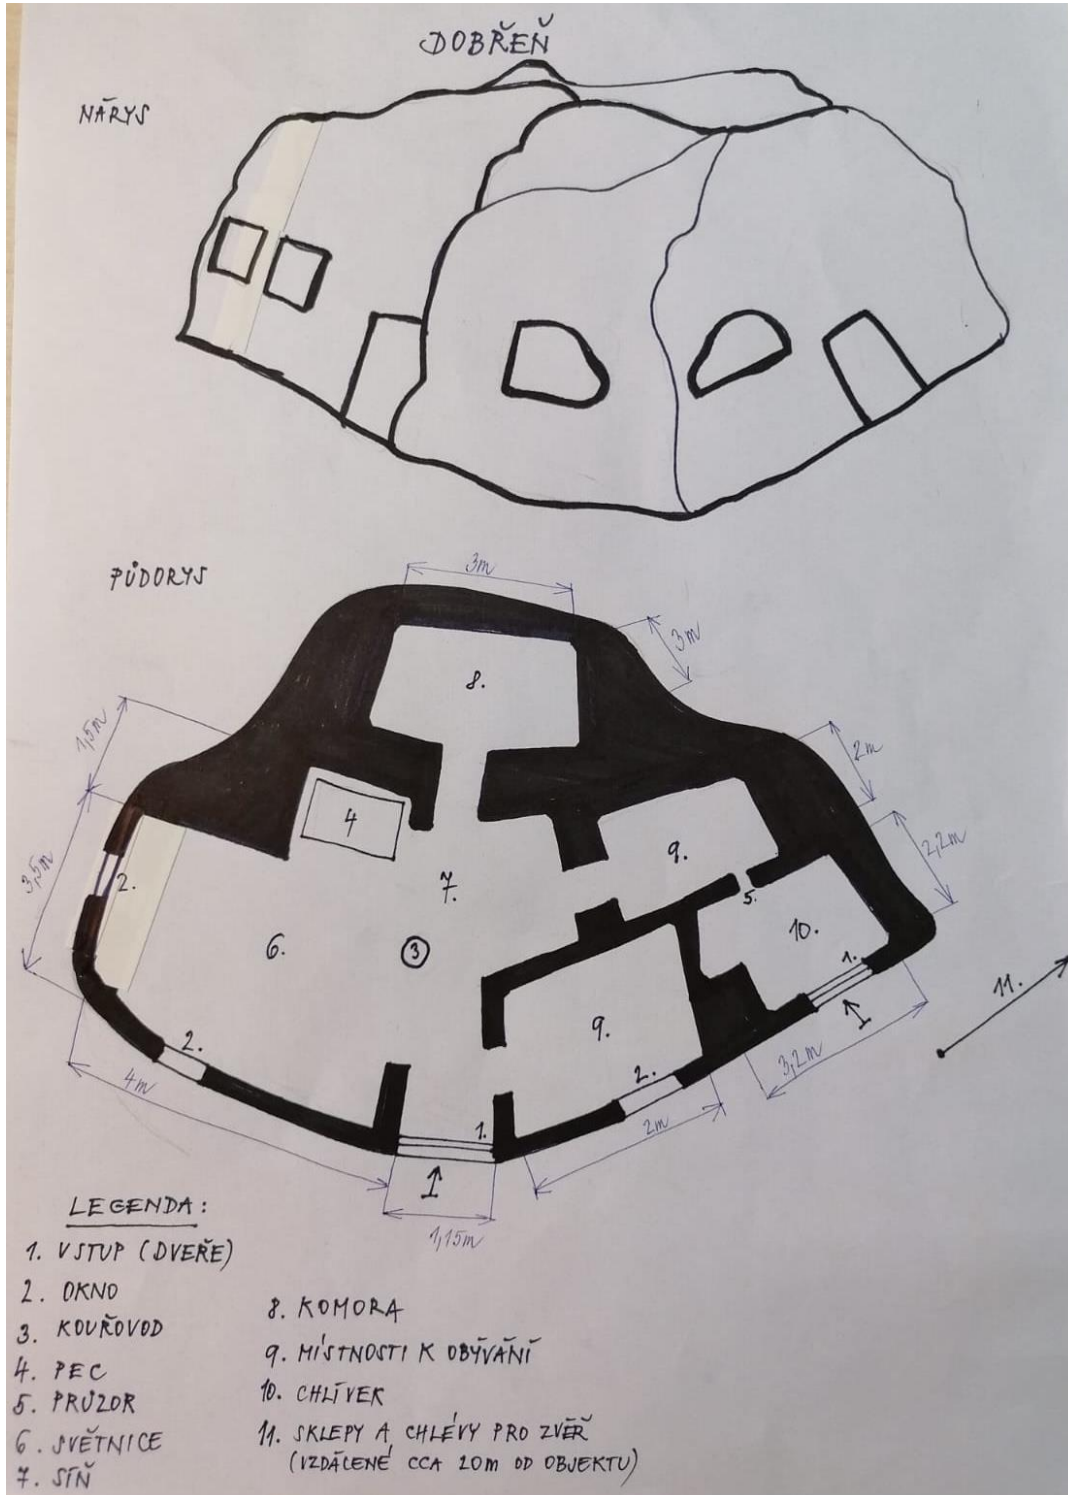 DOBŘEŇ
NÁRYS
PŮDORYS
3m
3m
8.
1,5m
2m
4
9.
2,2m
3,5m
2.
7.
5.
6.
3
10.
1.
11.
9.
2.
2.
3,2m
4m
1.
2m
1,15m
LEGENDA:
1. VSTUP (DVEŘE)
2. OKNO
3. KOUŘOVOD
4. PEC
5. PRŮZOR
6. SVĚTNICE
7. SÍŇ
8. KOMORA
9. MÍSTNOSTI K OBÝVÁNÍ
10. CHLÍVEK
11. SKLEPY A CHLÉVY PRO ZVĚŘ
(VZDÁLENÉ CCA 20m OD OBJEKTU)